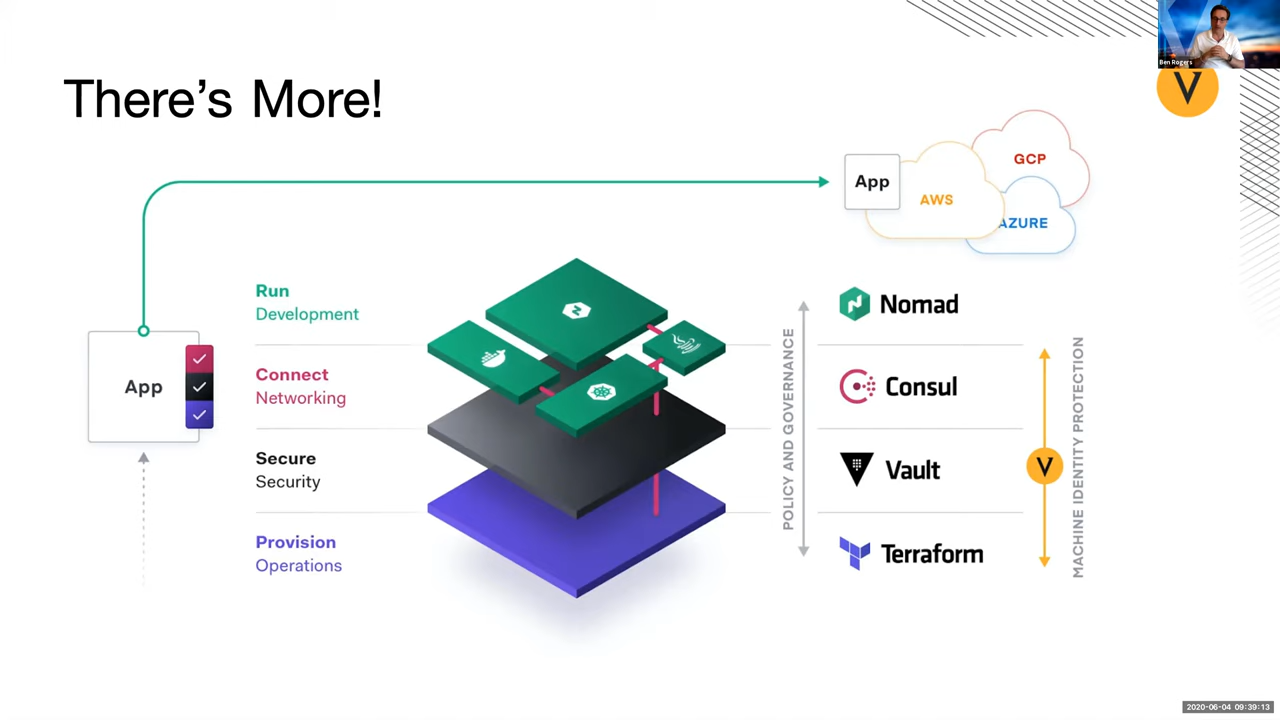 Ben Rogers
V
There's More!
App
AWS
GCP
AZURE
Run
Development
Connect
Networking
Secure
Security
Provision
Operations
App
POLICY AND GOVERNANCE
Nomad
Consul
Vault
Terraform
V
MACHINE IDENTITY PROTECTION
2020-06-04 09:39:13